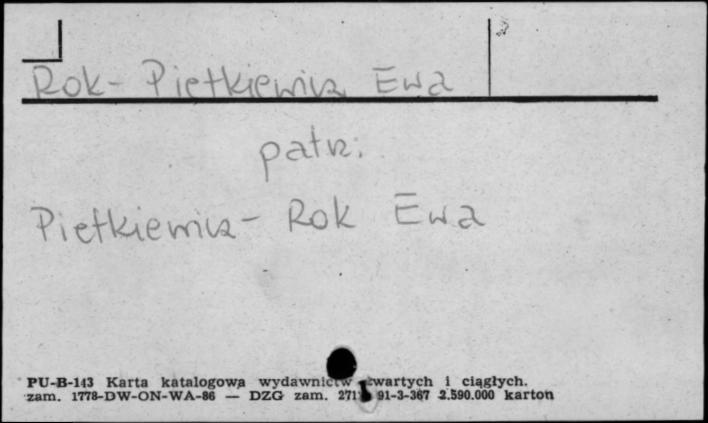 Rok- Pietkiewicz Ewa
patrz:
Pietkiewicz- Rok Ewa
PU-B-143 Karta katalogowa wydawnictw zwartych i ciągłych.
zam. 1778-DW-ON-WA-86 — DZG zam. 91-3-367 2.590.000 karton